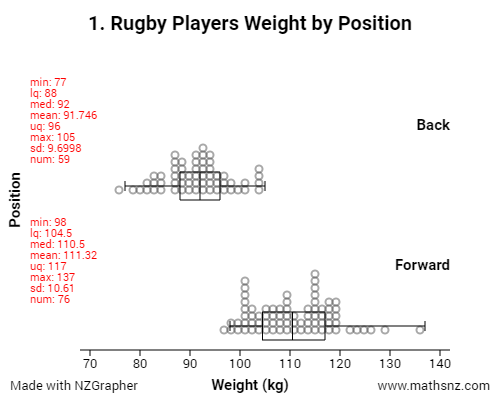 1. Rugby Players Weight by Position
min: 77
lq: 88
med: 92
mean: 91.746
uq: 96
max: 105
sd: 9.6998
num: 59
Back
Position
min: 98
lq: 104.5
med: 110.5
mean: 111.32
uq: 117
max: 137
sd: 10.61
num: 76
Forward
70 80 90 100 110 120 130 140
Made with NZGrapher
Weight (kg)
www.mathsnz.com